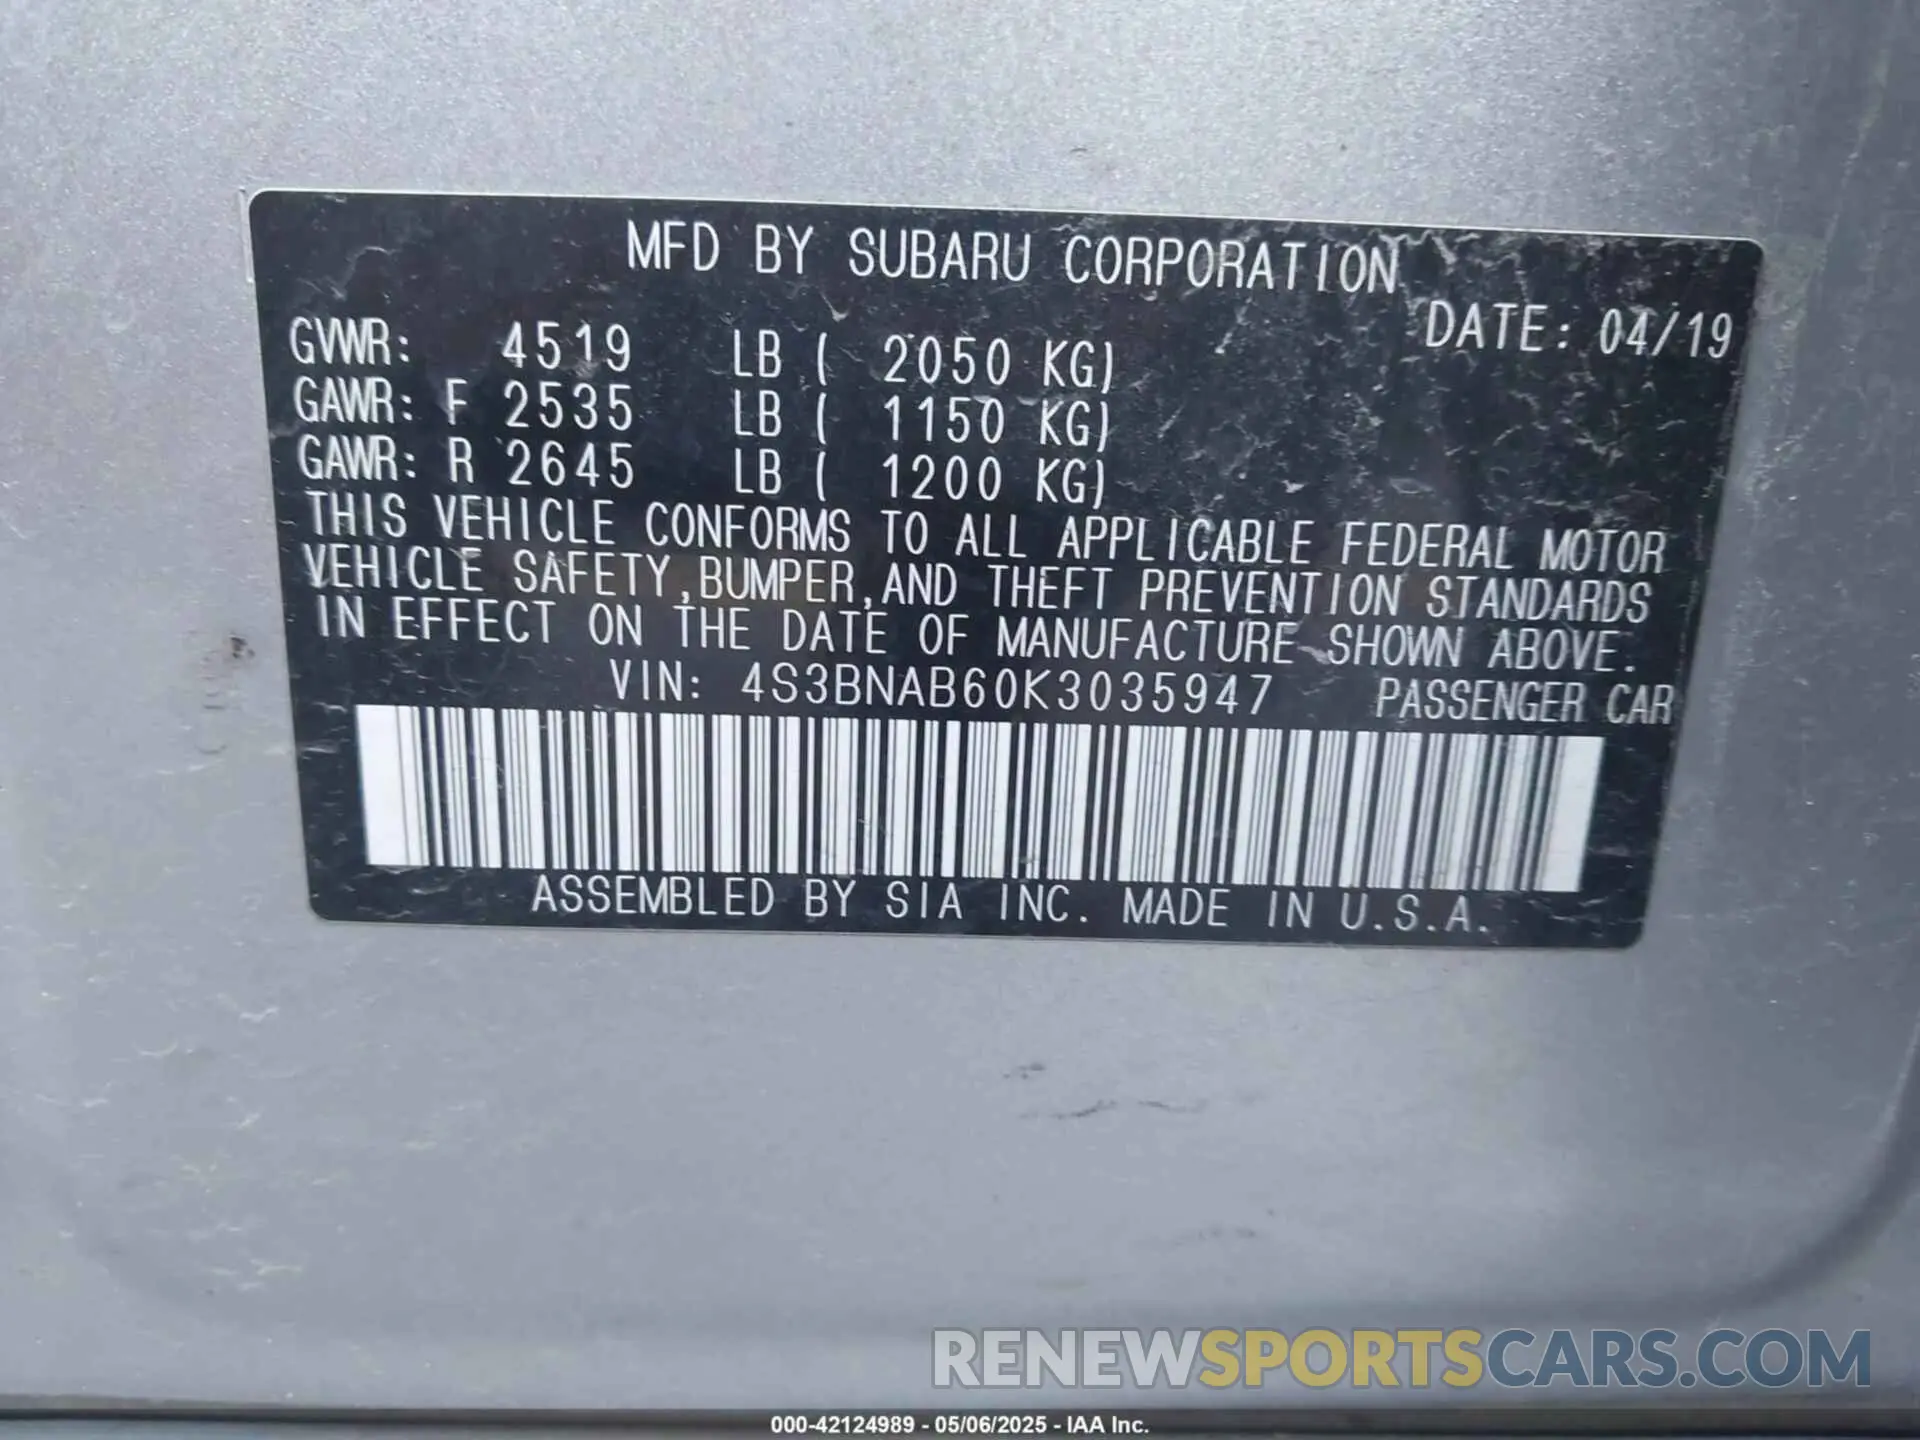 MFD BY SUBARU CORPORATION
DATE: 04/19
GVWR: 4519 LB ( 2050 KG)
GAWR: F 2535 LB ( 1150 KG)
GAWR: R 2645 LB ( 1200 KG)
THIS VEHICLE CONFORMS TO ALL APPLICABLE FEDERAL MOTOR
VEHICLE SAFETY,BUMPER,AND THEFT PREVENTION STANDARDS
IN EFFECT ON THE DATE OF MANUFACTURE SHOWN ABOVE.
VIN: 4S3BNAB60K3035947 PASSENGER CAR
ASSEMBLED BY SIA INC. MADE IN U.S.A.
RENEWSPORTSCARS.COM
000-42124989 - 05/06/2025 - IAA Inc.